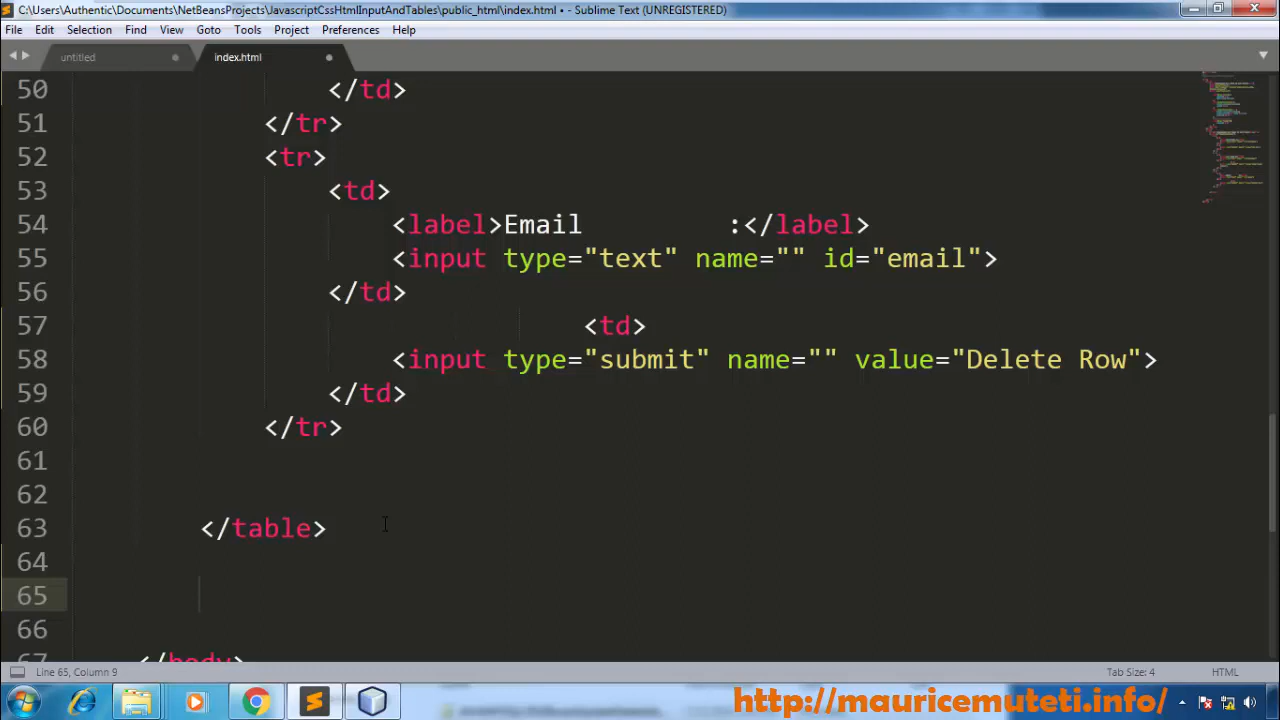 C:\Users\Authentic\Documents\NetBeansProjects\JavascriptCssHtmlInputAndTables\public_html\index.html • - Sublime Text (UNREGISTERED)
File Edit Selection Find View Goto Tools Project Preferences Help
untitled index.html
50 </td>
51 </tr>
52 <tr>
53 <td>
54 <label>Email :</label>
55 <input type="text" name="" id="email">
56 </td>
57 <td>
58 <input type="submit" name="" value="Delete Row">
59 </td>
60 </tr>
61
62
63 </table>
64
65
66
67 </body>
Line 65, Column 9 Tab Size: 4 HTML
http://mauricemuteti.info/